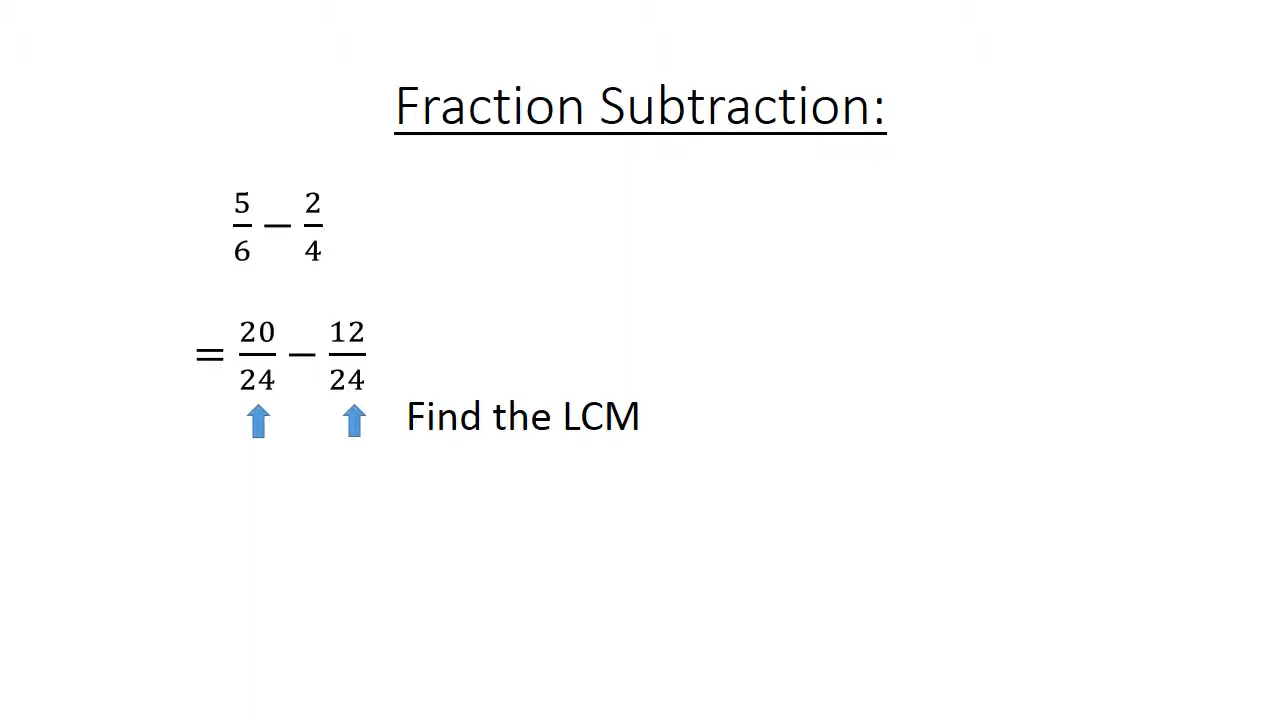 Fraction Subtraction:
5/6 − 2/4
= 20/24 − 12/24
Find the LCM